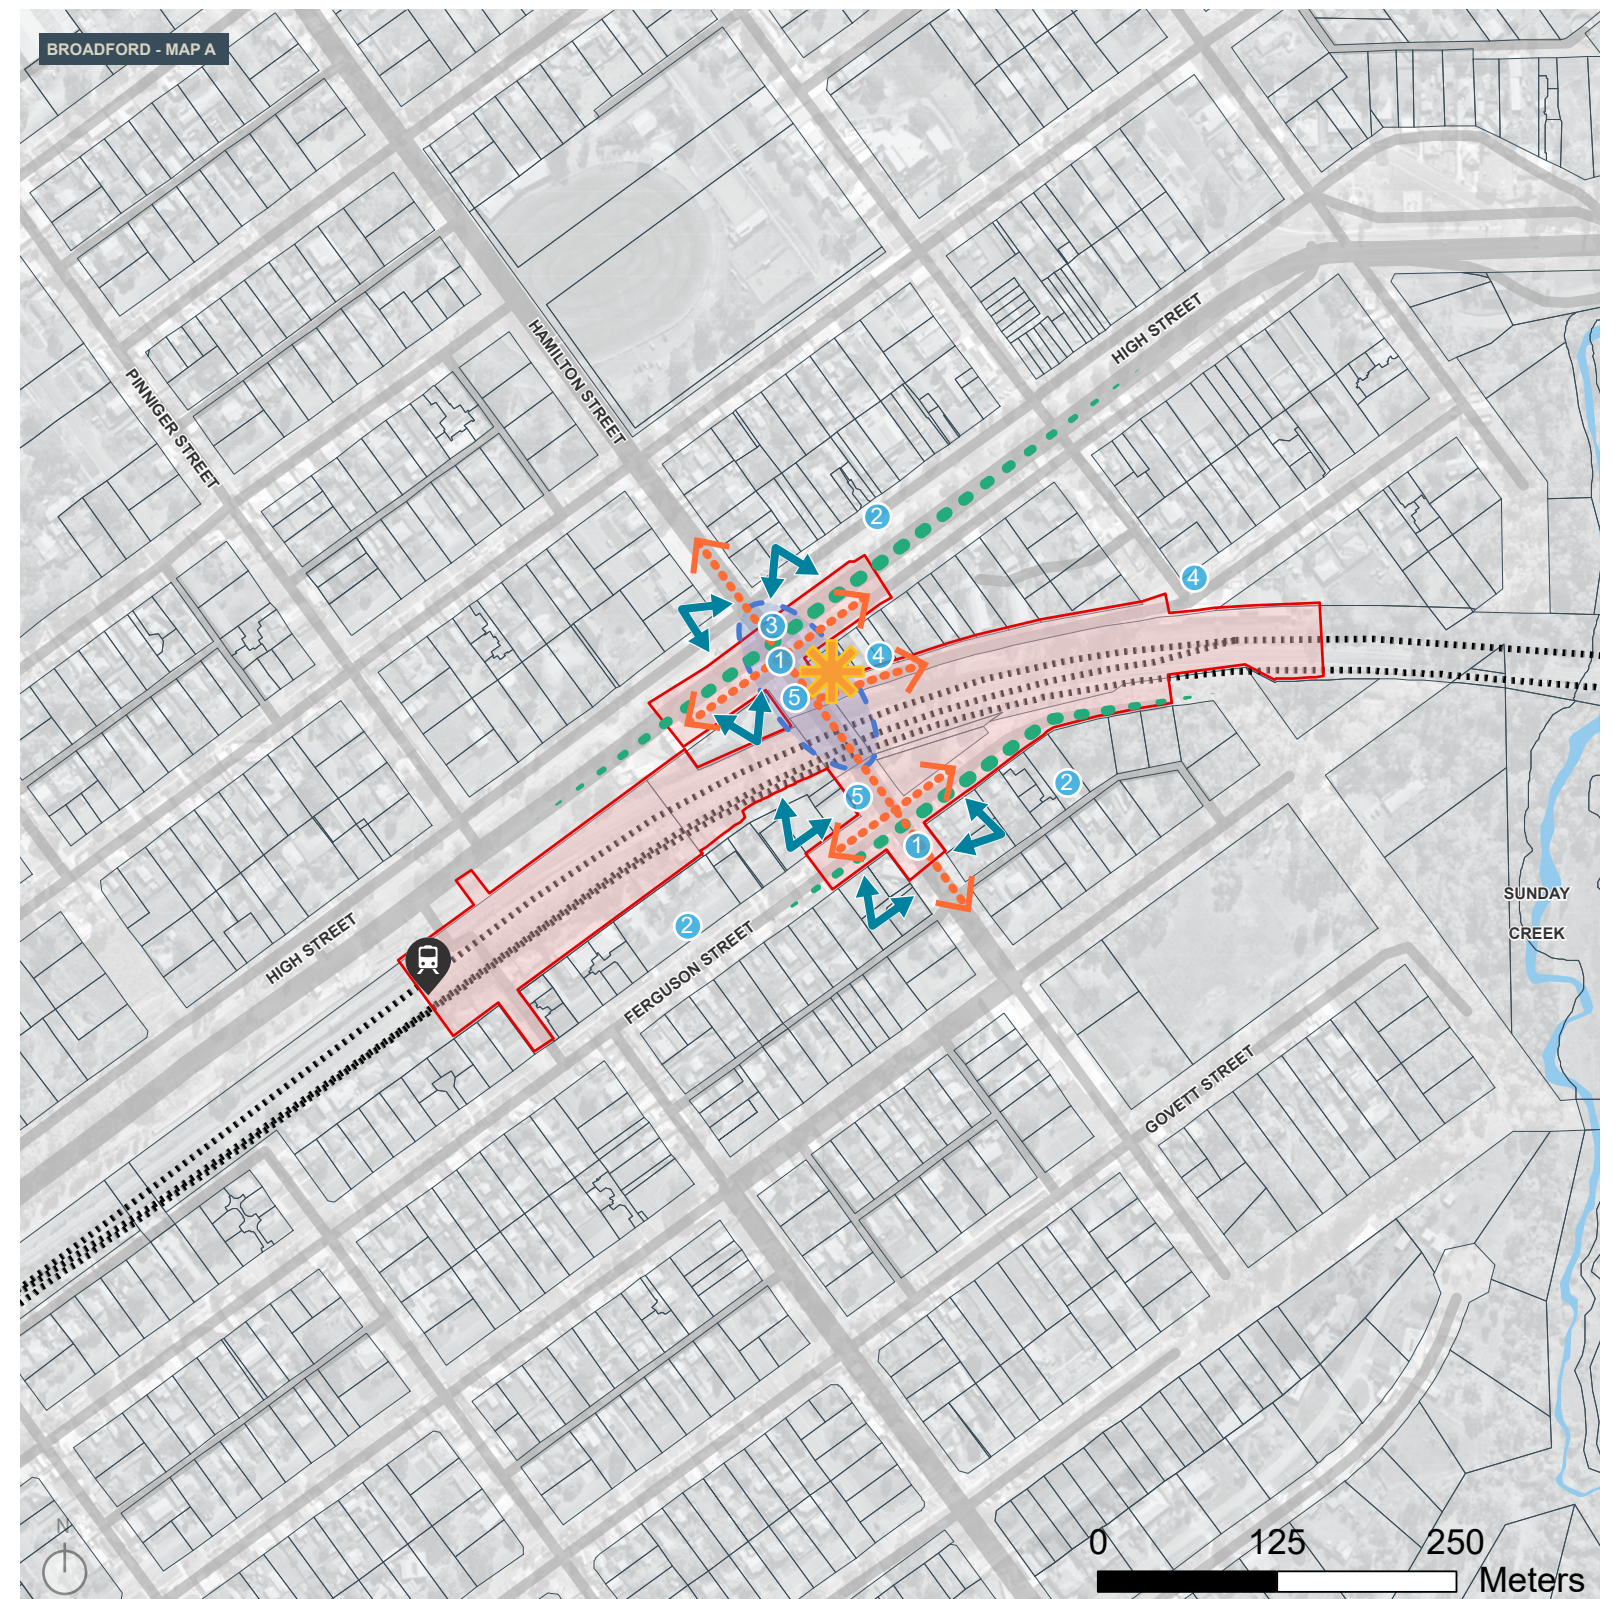 BROADFORD - MAP A
HIGH STREET
HAMILTON STREET
PINNIGER STREET
2
4
3
1
4
5
2
5
1
SUNDAY
CREEK
2
HIGH STREET
FERGUSON STREET
GOVETT STREET
N
0 125 250
Meters